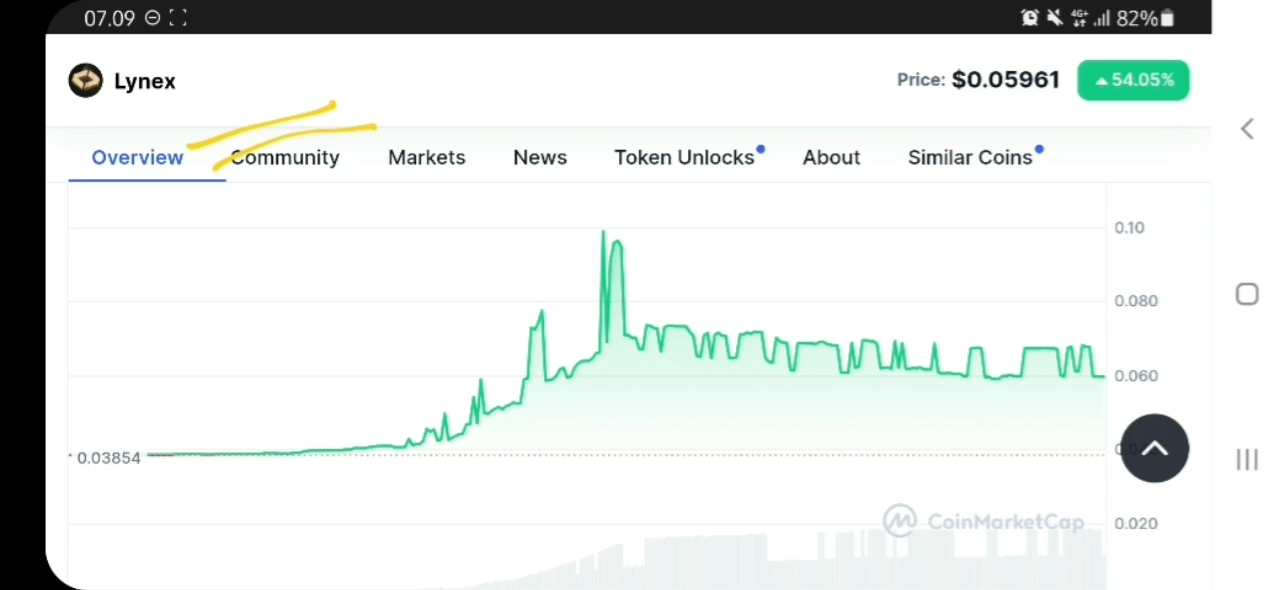 07.09 4G+ 82%
Lynex Price: $0.05961 54.05%
Overview Community Markets News Token Unlocks About Similar Coins
0.10
0.080
0.060
0.03854
CoinMarketCap 0.020